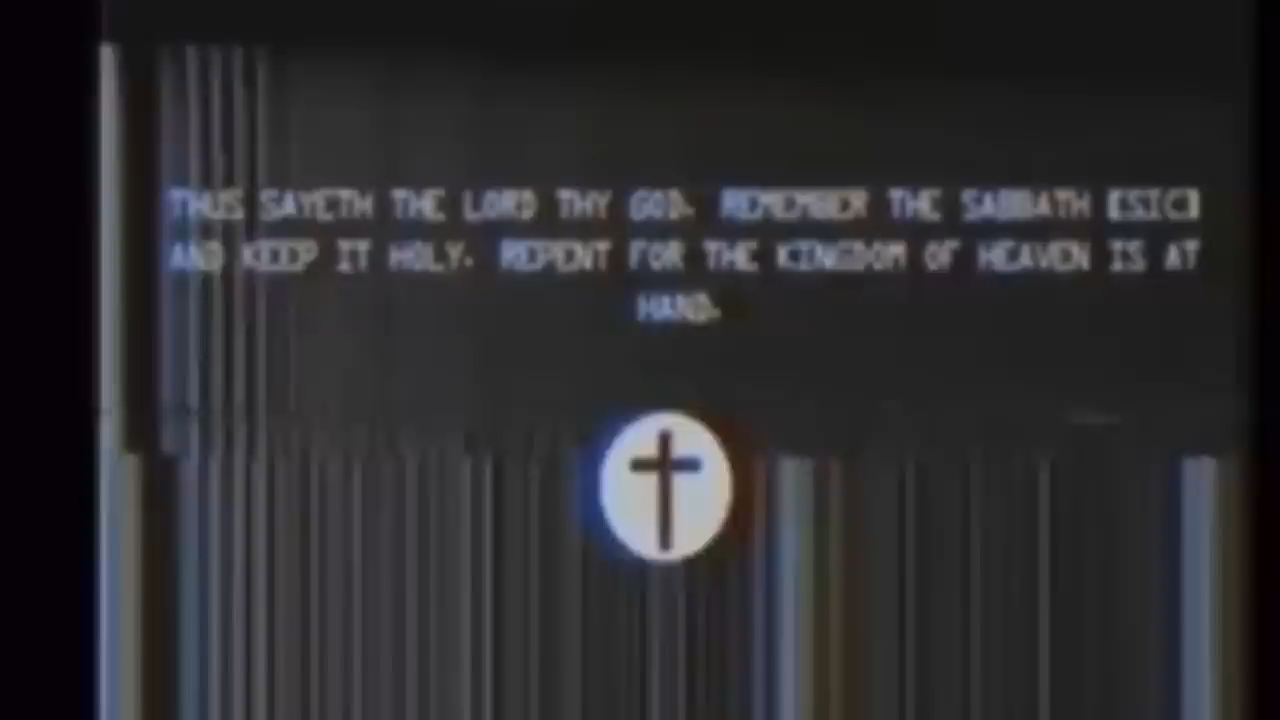 THUS SAYETH THE LORD THY GOD. REMEMBER THE SABBATH [SIC]
AND KEEP IT HOLY. REPENT FOR THE KINGDOM OF HEAVEN IS AT
HAND.